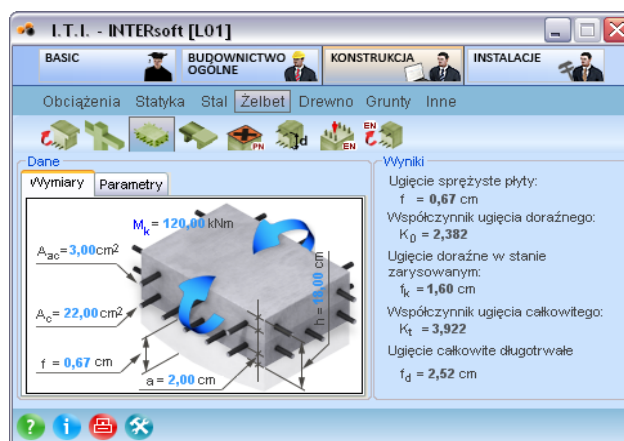 I.T.I. - INTERsoft [L01]
BASIC
BUDOWNICTWO
OGÓLNE
KONSTRUKCJA
INSTALACJE
Obciążenia Statyka Stal Żelbet Drewno Grunty Inne
PN d EN EN
Dane
Wymiary Parametry
Mk = 120,00 kNm
Aac = 3,00 cm²
Ac = 22,00 cm²
f = 0,67 cm
a = 2,00 cm
h = 18,00 cm
Wyniki
Ugięcie sprężyste płyty:
f = 0,67 cm
Współczynnik ugięcia doraźnego:
K0 = 2,382
Ugięcie doraźne w stanie
zarysowanym:
fk = 1,60 cm
Współczynnik ugięcia całkowitego:
Kt = 3,922
Ugięcie całkowite długotrwałe
fd = 2,52 cm